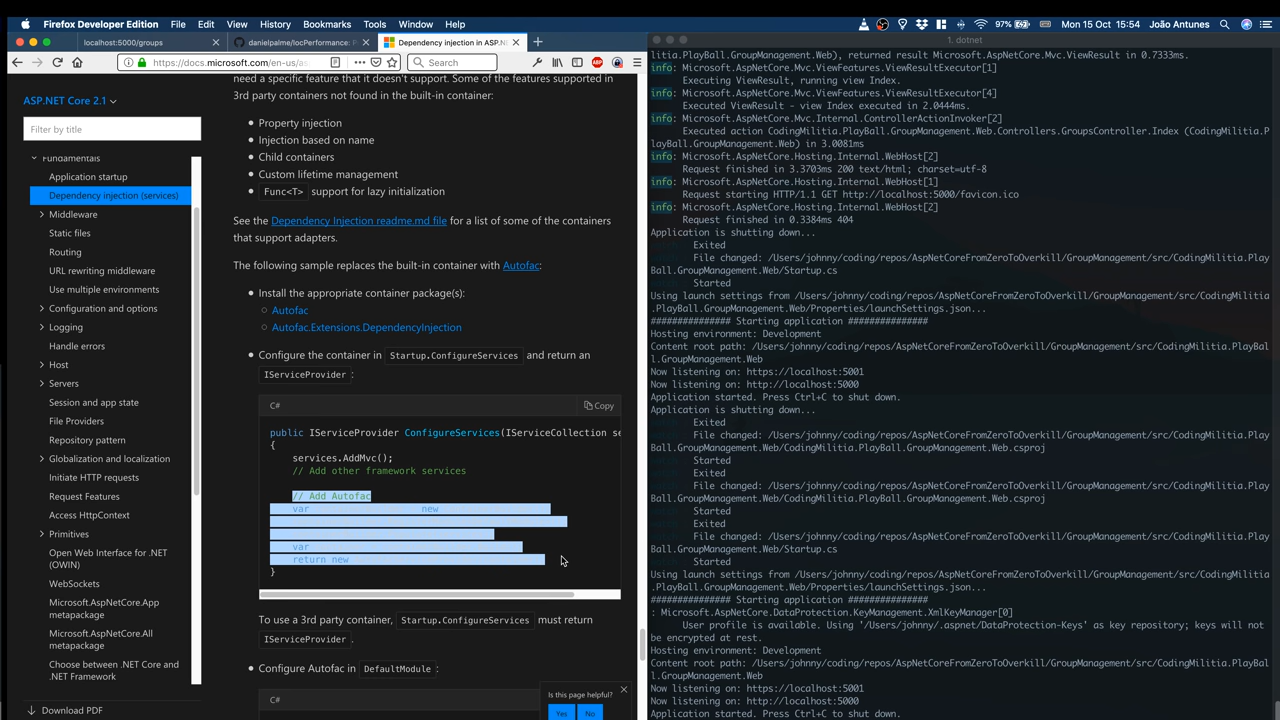 Firefox Developer Edition File Edit View History Bookmarks Tools Window Help
97% Mon 15 Oct 15:54 João Antunes
localhost:5000/groups
danielpalme/IocPerformance: P
Dependency injection in ASP.N
https://docs.microsoft.com/en-us/as
Search
ASP.NET Core 2.1
Filter by title
Fundamentals
Application startup
Dependency injection (services)
Middleware
Static files
Routing
URL rewriting middleware
Use multiple environments
Configuration and options
Logging
Handle errors
Host
Servers
Session and app state
File Providers
Repository pattern
Globalization and localization
Initiate HTTP requests
Request Features
Access HttpContext
Primitives
Open Web Interface for .NET
(OWIN)
WebSockets
Microsoft.AspNetCore.App
metapackage
Microsoft.AspNetCore.All
metapackage
Choose between .NET Core and
.NET Framework
Download PDF
need a specific feature that it doesn't support. Some of the features supported in
3rd party containers not found in the built-in container:
Property injection
Injection based on name
Child containers
Custom lifetime management
Func<T> support for lazy initialization
See the Dependency Injection readme.md file for a list of some of the containers
that support adapters.
The following sample replaces the built-in container with Autofac:
Install the appropriate container package(s):
Autofac
Autofac.Extensions.DependencyInjection
Configure the container in Startup.ConfigureServices and return an
IServiceProvider:
C#
Copy
public IServiceProvider ConfigureServices(IServiceCollection se
{
services.AddMvc();
// Add other framework services
// Add Autofac
var new
var
return new
}
To use a 3rd party container, Startup.ConfigureServices must return
IServiceProvider.
Configure Autofac in DefaultModule:
C#
Is this page helpful?
Yes No
1. dotnet
litia.PlayBall.GroupManagement.Web), returned result Microsoft.AspNetCore.Mvc.ViewResult in 0.7333ms.
info: Microsoft.AspNetCore.Mvc.ViewFeatures.ViewResultExecutor[1]
Executing ViewResult, running view Index.
info: Microsoft.AspNetCore.Mvc.ViewFeatures.ViewResultExecutor[4]
Executed ViewResult - view Index executed in 2.0444ms.
info: Microsoft.AspNetCore.Mvc.Internal.ControllerActionInvoker[2]
Executed action CodingMilitia.PlayBall.GroupManagement.Web.Controllers.GroupsController.Index (CodingMilitia.P
layBall.GroupManagement.Web) in 3.0081ms
info: Microsoft.AspNetCore.Hosting.Internal.WebHost[2]
Request finished in 3.3703ms 200 text/html; charset=utf-8
info: Microsoft.AspNetCore.Hosting.Internal.WebHost[1]
Request starting HTTP/1.1 GET http://localhost:5000/favicon.ico
info: Microsoft.AspNetCore.Hosting.Internal.WebHost[2]
Request finished in 0.3384ms 404
Application is shutting down...
Exited
File changed: /Users/johnny/coding/repos/AspNetCoreFromZeroToOverkill/GroupManagement/src/CodingMilitia.Play
Ball.GroupManagement.Web/Startup.cs
Started
Using launch settings from /Users/johnny/coding/repos/AspNetCoreFromZeroToOverkill/GroupManagement/src/CodingMilit
ia.PlayBall.GroupManagement.Web/Properties/launchSettings.json...
############### Starting application ###############
Hosting environment: Development
Content root path: /Users/johnny/coding/repos/AspNetCoreFromZeroToOverkill/GroupManagement/src/CodingMilitia.PlayBal
l.GroupManagement.Web
Now listening on: https://localhost:5001
Now listening on: http://localhost:5000
Application started. Press Ctrl+C to shut down.
Application is shutting down...
Exited
File changed: /Users/johnny/coding/repos/AspNetCoreFromZeroToOverkill/GroupManagement/src/CodingMilitia.Play
Ball.GroupManagement.Web/CodingMilitia.PlayBall.GroupManagement.Web.csproj
Started
Exited
File changed: /Users/johnny/coding/repos/AspNetCoreFromZeroToOverkill/GroupManagement/src/CodingMilitia.Play
Ball.GroupManagement.Web/CodingMilitia.PlayBall.GroupManagement.Web.csproj
Started
Exited
File changed: /Users/johnny/coding/repos/AspNetCoreFromZeroToOverkill/GroupManagement/src/CodingMilitia.Play
Ball.GroupManagement.Web/Startup.cs
Started
Using launch settings from /Users/johnny/coding/repos/AspNetCoreFromZeroToOverkill/GroupManagement/src/CodingMilit
ia.PlayBall.GroupManagement.Web/Properties/launchSettings.json...
############### Starting application ###############
: Microsoft.AspNetCore.DataProtection.KeyManagement.XmlKeyManager[0]
User profile is available. Using '/Users/johnny/.aspnet/DataProtection-Keys' as key repository; keys will not
be encrypted at rest.
Hosting environment: Development
Content root path: /Users/johnny/coding/repos/AspNetCoreFromZeroToOverkill/GroupManagement/src/CodingMilitia.PlayBal
l.GroupManagement.Web
Now listening on: https://localhost:5001
Now listening on: http://localhost:5000
Application started. Press Ctrl+C to shut down.